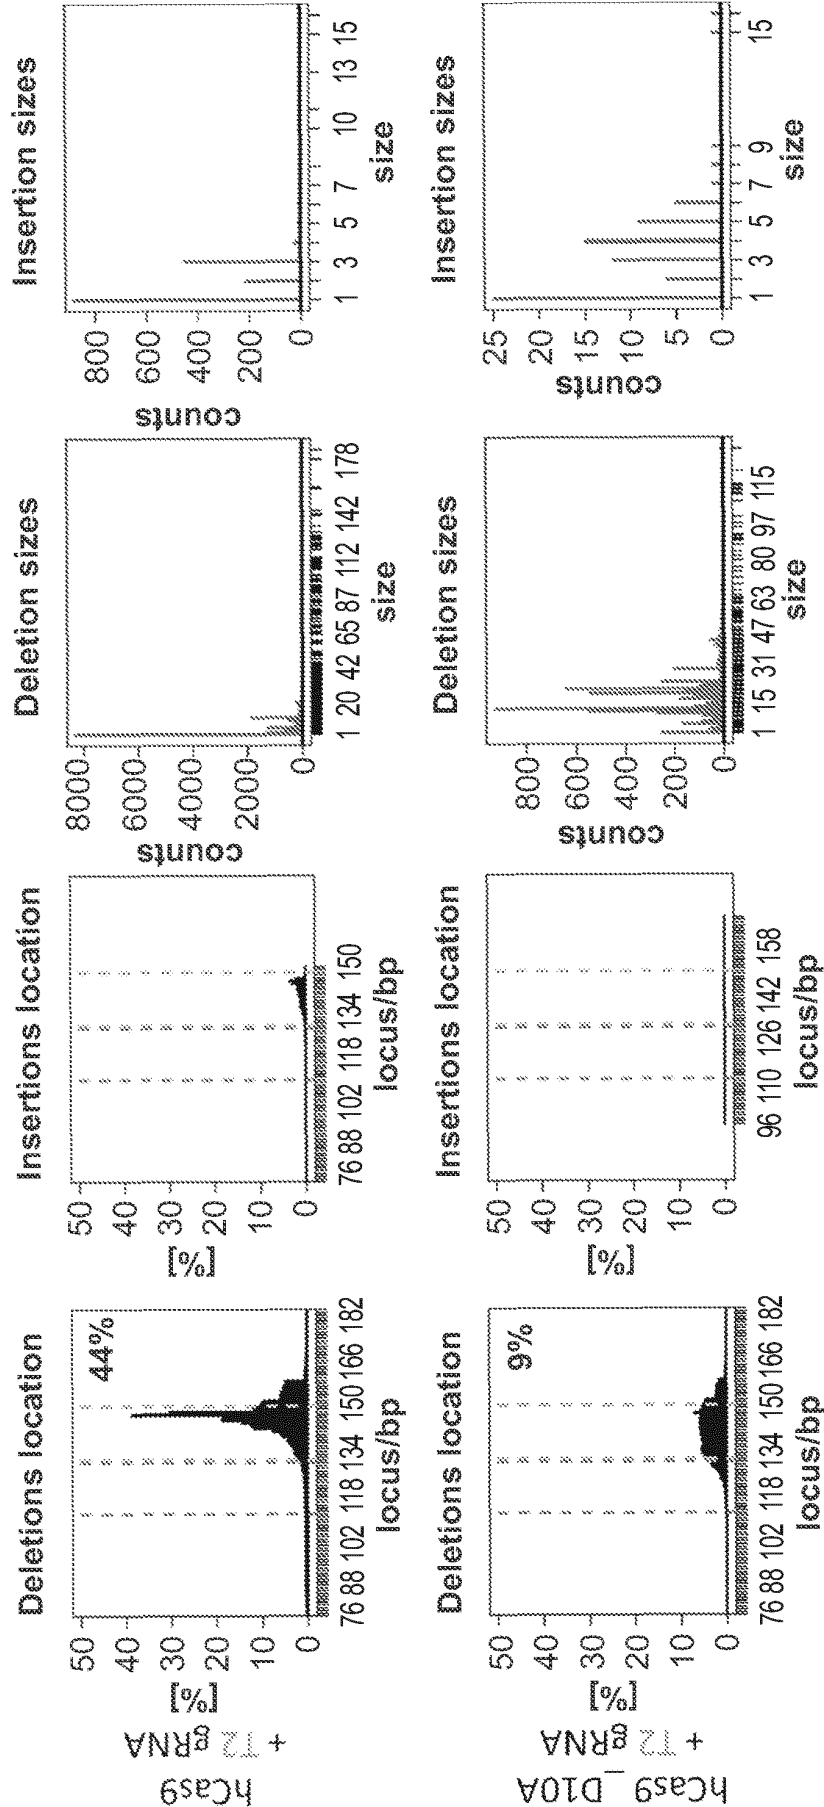 hCas9
+ T2
gRNA
Deletions location
44%
[%]
50
40
30
20
10
0
76 88 102 118 134 150 166 182
locus/bp
Insertions location
[%]
50
40
30
20
10
0
76 88 102 118 134 150
locus/bp
Deletion sizes
counts
8000
6000
4000
2000
0
1 20 42 65 87 112 142 178
size
Insertion sizes
counts
800
600
400
200
0
1 3 5 7 10 13 15
size
hCas9_D10A
+ T2
gRNA
Deletions location
9%
[%]
50
40
30
20
10
0
76 88 102 118 134 150 166 182
locus/bp
Insertions location
[%]
50
40
30
20
10
0
96 110 126 142 158
locus/bp
Deletion sizes
counts
800
600
400
200
0
1 15 31 47 63 80 97 115
size
Insertion sizes
counts
25
20
15
10
5
0
1 3 5 7 9 15
size